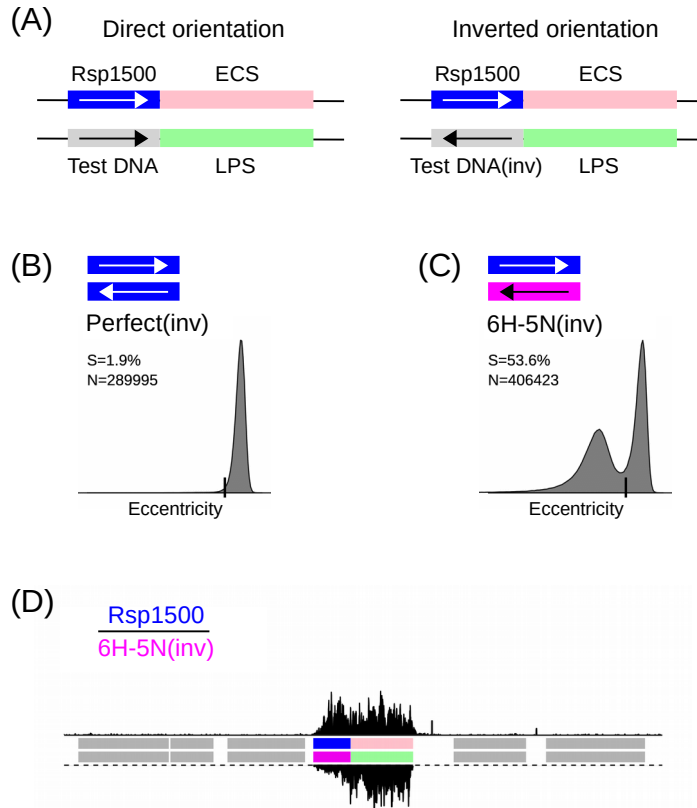 (A)
Direct orientation
Inverted orientation
Rsp1500 ECS
Rsp1500 ECS
Test DNA LPS
Test DNA(inv) LPS
(B)
Perfect(inv)
S=1.9%
N=289995
Eccentricity
(C)
6H-5N(inv)
S=53.6%
N=406423
Eccentricity
(D)
Rsp1500
6H-5N(inv)